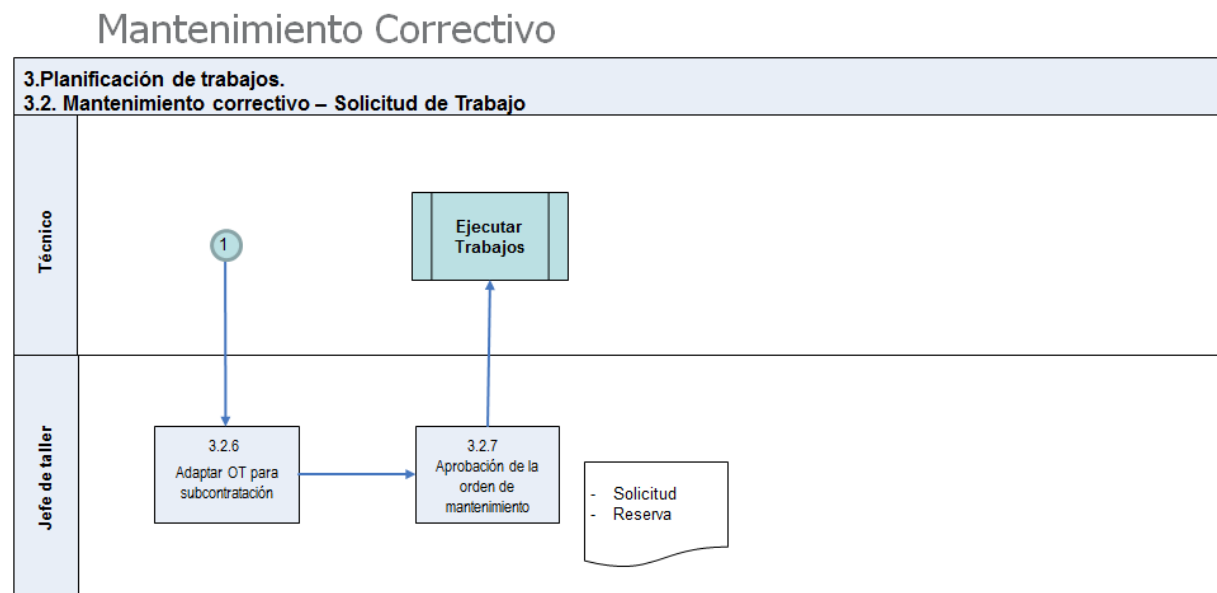 Mantenimiento Correctivo
3.Planificación de trabajos.
3.2. Mantenimiento correctivo – Solicitud de Trabajo
Técnico
1
Ejecutar
Trabajos
Jefe de taller
3.2.6
Adaptar OT para
subcontratación
3.2.7
Aprobación de la
orden de
mantenimiento
- Solicitud
- Reserva